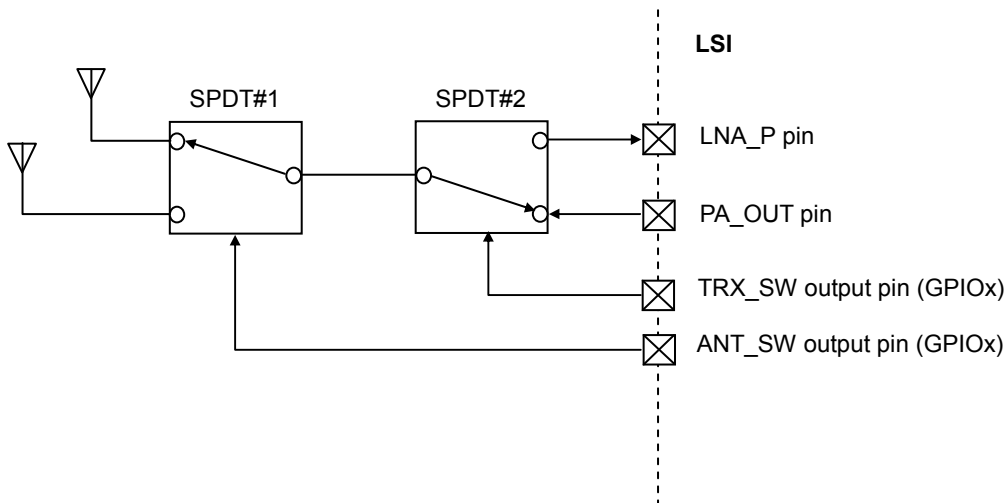 LSI
SPDT#1
SPDT#2
LNA_P pin
PA_OUT pin
TRX_SW output pin (GPIOx)
ANT_SW output pin (GPIOx)